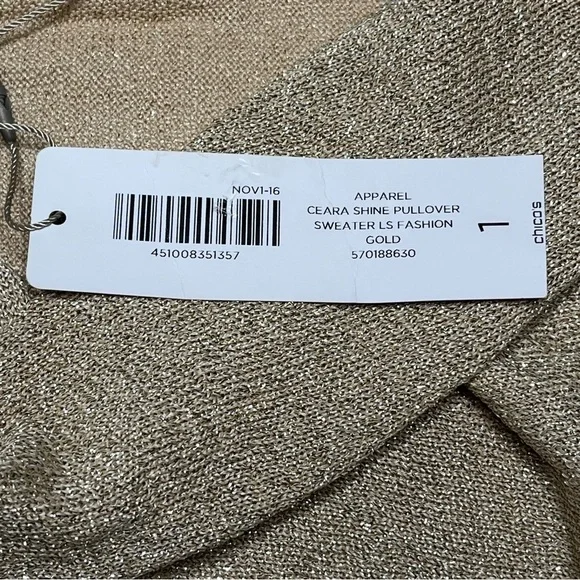 NOV1-16
451008351357
APPAREL
CEARA SHINE PULLOVER
SWEATER LS FASHION
GOLD
570188630
1
chico's